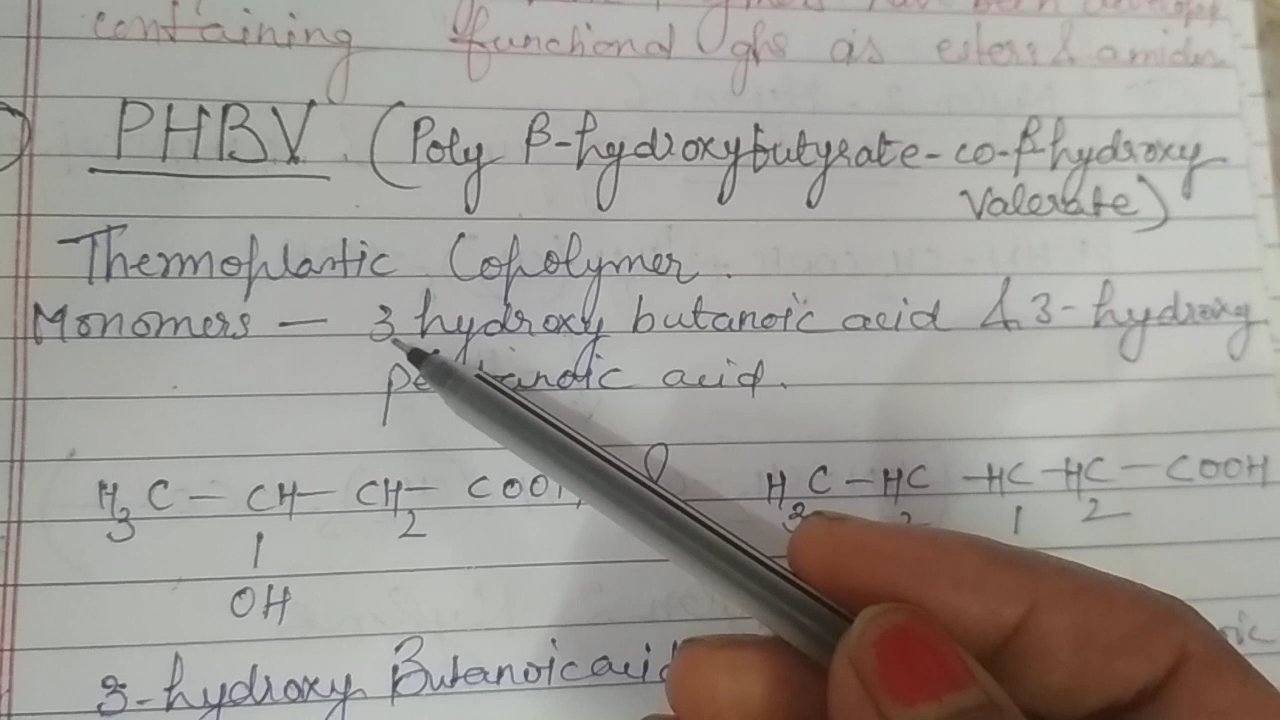 containing functional gps as esters & amides
PHBV (Poly β-hydroxybutyrate-co-β hydroxy
Valerate)
Thermoplastic Copolymer.
Monomers — 3 hydroxy butanoic acid & 3-hydroxy
acid.
H3C — CH — CH2 — COOH H3C — H2C — HC — H2C — COOH
OH
3-hydroxy Butanoic acid